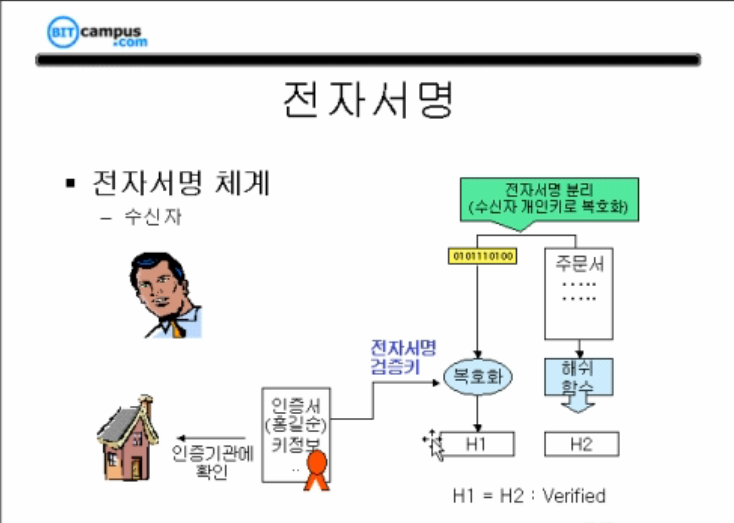 BIT campus
.com
전자서명
▪ 전자서명 체계
– 수신자
전자서명 분리
(수신자 개인키로 복호화)
0101110100
주문서
.....
.....
전자서명
검증키
복호화
해쉬
함수
인증서
(홍길순)
키정보
..
인증기관에
확인
H1
H2
H1 = H2 : Verified